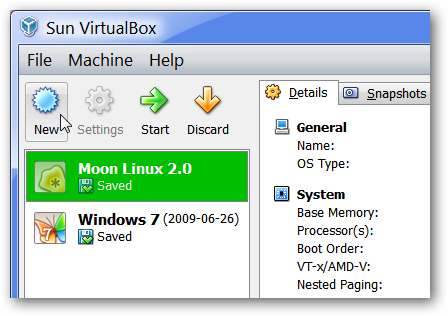 Sun VirtualBox
File Machine Help
New Settings Start Discard
Moon Linux 2.0
Saved
Windows 7 (2009-06-26)
Saved
Details Snapshots
General
Name:
OS Type:
System
Base Memory:
Processor(s):
Boot Order:
VT-x/AMD-V:
Nested Paging: